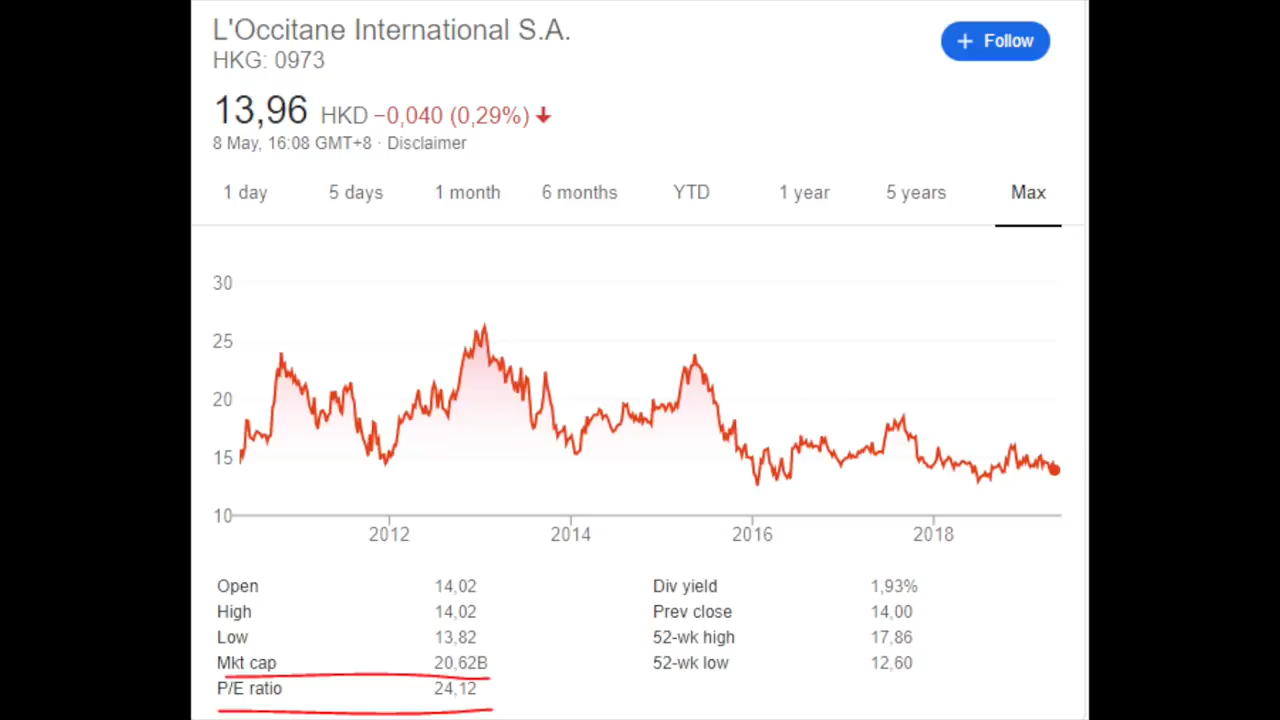 L'Occitane International S.A.
HKG: 0973
+ Follow
13,96 HKD −0,040 (0,29%) ↓
8 May, 16:08 GMT+8 · Disclaimer
1 day 5 days 1 month 6 months YTD 1 year 5 years Max
30
25
20
15
10
2012 2014 2016 2018
Open 14,02 Div yield 1,93%
High 14,02 Prev close 14,00
Low 13,82 52-wk high 17,86
Mkt cap 20,62B 52-wk low 12,60
P/E ratio 24,12